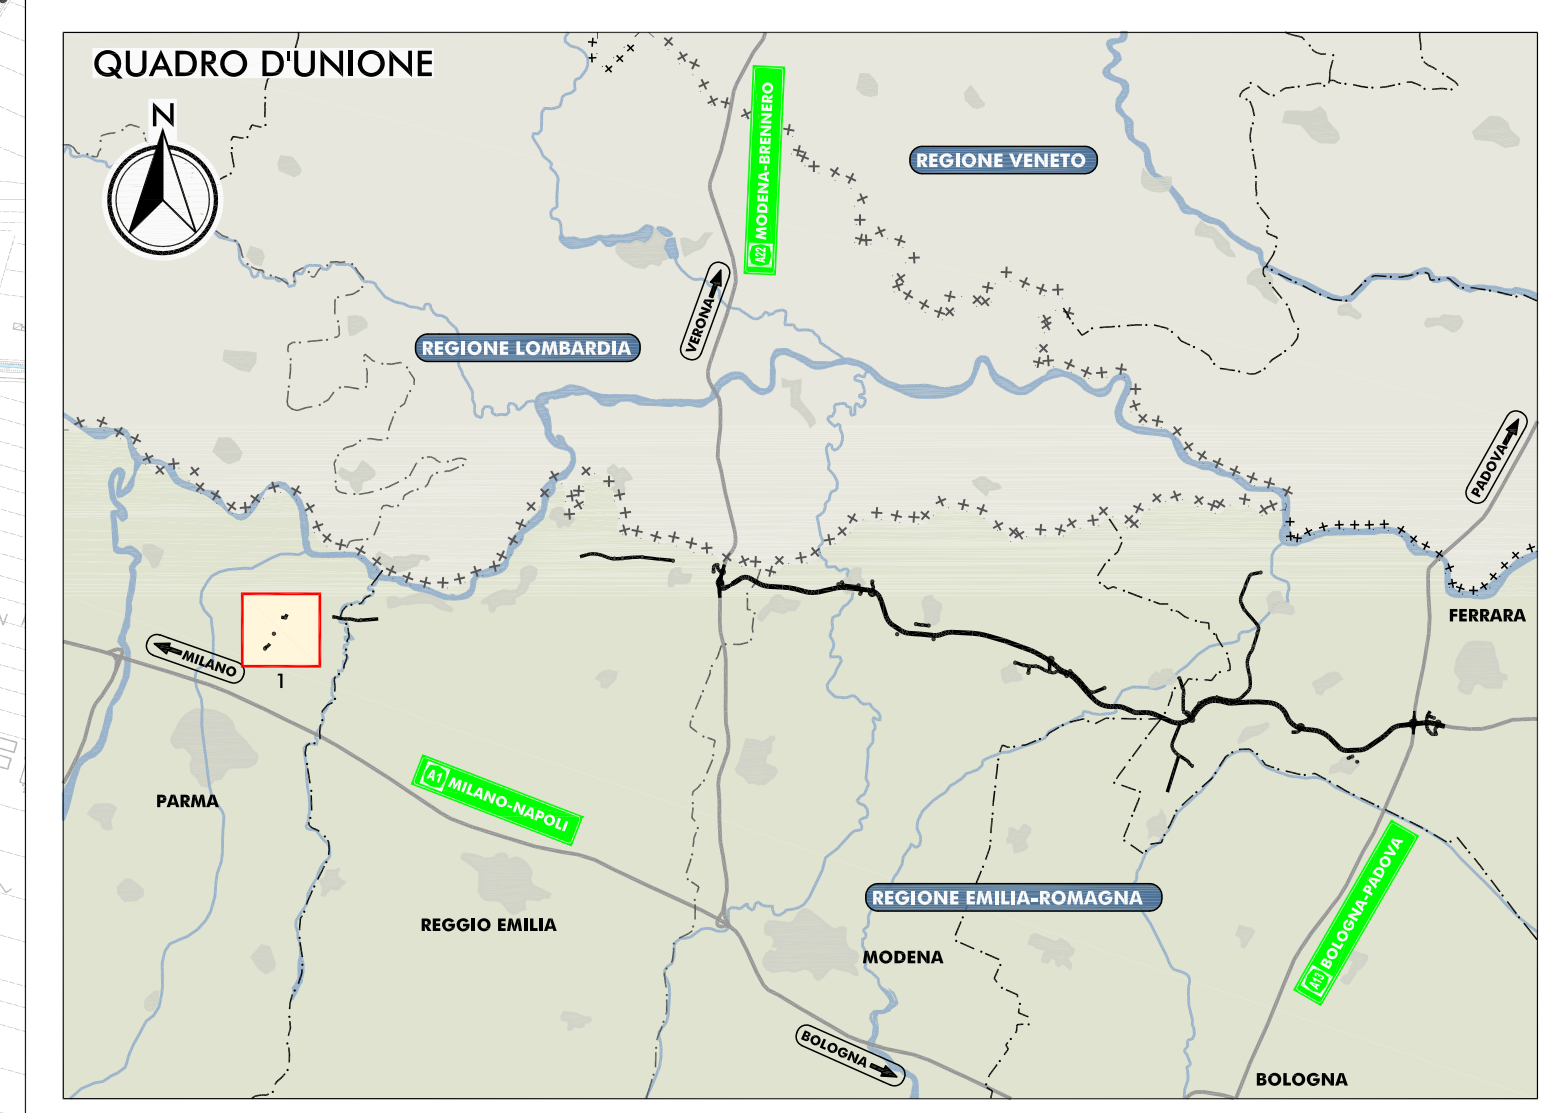 QUADRO D'UNIONE
N
A22 MODENA-BRENNERO
REGIONE VENETO
VERONA
REGIONE LOMBARDIA
PADOVA
FERRARA
MILANO
1
A1 MILANO-NAPOLI
PARMA
REGIONE EMILIA-ROMAGNA
A13 BOLOGNA-PADOVA
REGGIO EMILIA
MODENA
BOLOGNA
BOLOGNA